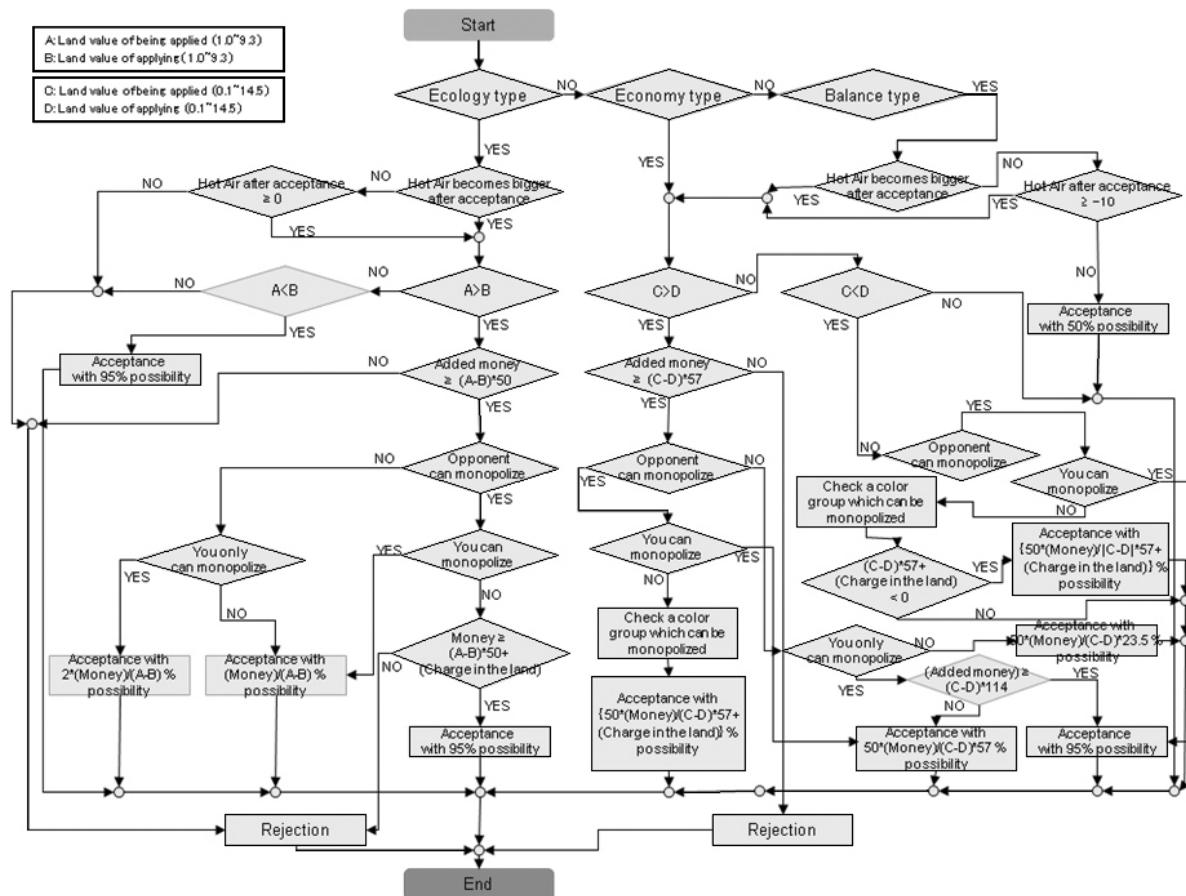 Start
A: Land value of being applied (1.0~9.3)
B: Land value of applying (1.0~9.3)
C: Land value of being applied (0.1~14.5)
D: Land value of applying (0.1~14.5)
Ecology type
NO
Economy type
NO
Balance type
YES
YES
YES
YES
NO
Hot Air after acceptance
≥ 0
NO
Hot Air becomes bigger
after acceptance
NO
Hot Air becomes bigger
after acceptance
YES
NO
Hot Air after acceptance
≥ -10
YES
YES
YES
NO
A<B
NO
A>B
C>D
NO
C<D
NO
NO
YES
YES
YES
YES
Acceptance
with 50% possibility
Acceptance
with 95% possibility
NO
Added money
≥ (A-B)*50
Added money
≥ (C-D)*57
NO
YES
YES
YES
NO
Opponent
can monopolize
NO
Opponent
can monopolize
YES
Opponent
can monopolize
NO
NO
You can
monopolize
YES
NO
YES
Check a color
group which can be
monopolized
You only
can monopolize
YES
NO
YES
You can
monopolize
NO
You can
monopolize
YES
NO
(C-D)*57+
(Charge in the land)
< 0
YES
NO
Acceptance with
{50*(Money)/|C-D|*57+
(Charge in the land)} %
possibility
Money ≥
(A-B)*50+
(Charge in the land)
NO
YES
Check a color
group which can be
monopolized
You only
can monopolize
NO
YES
Acceptance with
50*(Money)/(C-D)*23.5 %
possibility
Acceptance with
2*(Money)/(A-B) %
possibility
Acceptance with
(Money)/(A-B) %
possibility
(Added money) ≥
(C-D)*114
YES
NO
Acceptance
with 95% possibility
Acceptance with
{50*(Money)/(C-D)*57+
(Charge in the land)} %
possibility
Acceptance with
50*(Money)/(C-D)*57 %
possibility
Acceptance
with 95% possibility
Rejection
Rejection
End